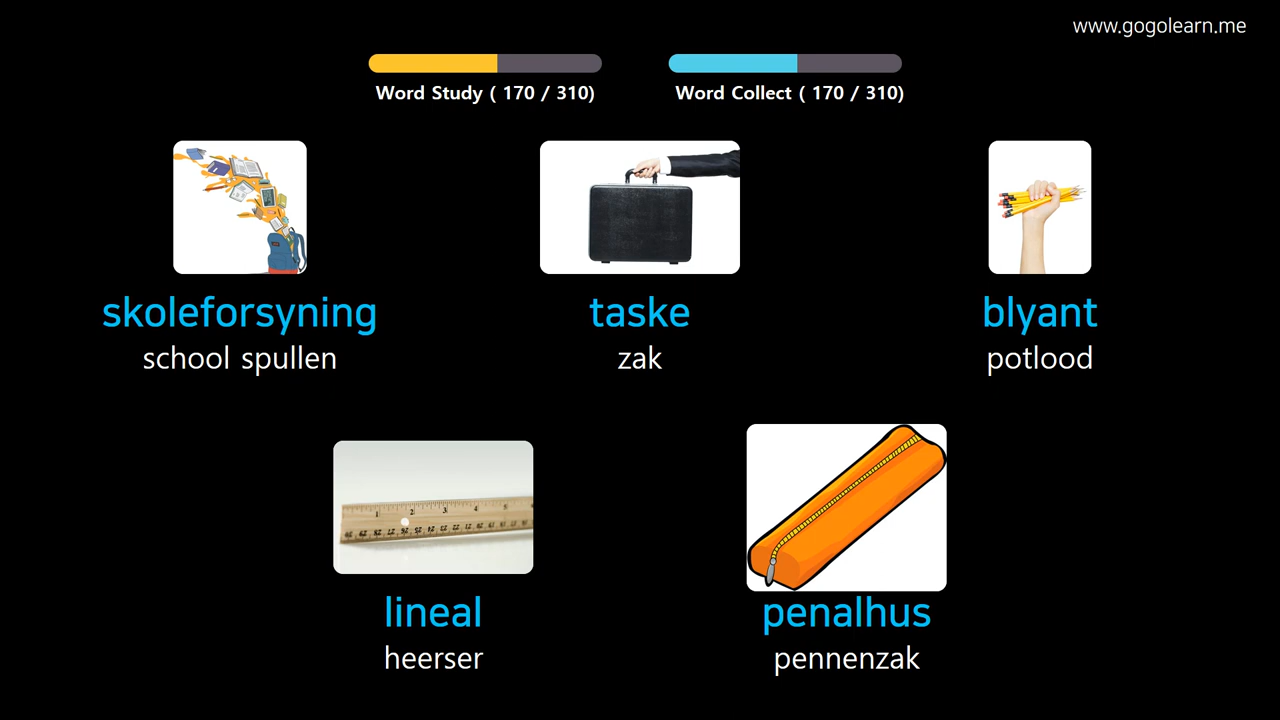 www.gogolearn.me
Word Study ( 170 / 310)
Word Collect ( 170 / 310)
skoleforsyning
school spullen
taske
zak
blyant
potlood
lineal
heerser
penalhus
pennenzak